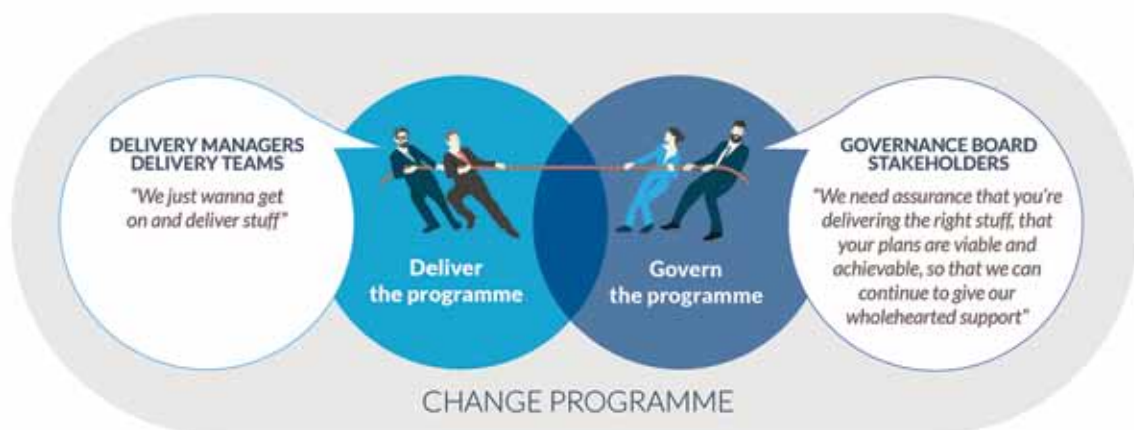 DELIVERY MANAGERS
DELIVERY TEAMS
"We just wanna get
on and deliver stuff"
Deliver
the programme
Govern
the programme
GOVERNANCE BOARD
STAKEHOLDERS
"We need assurance that you're
delivering the right stuff, that
your plans are viable and
achievable, so that we can
continue to give our
wholehearted support"
CHANGE PROGRAMME